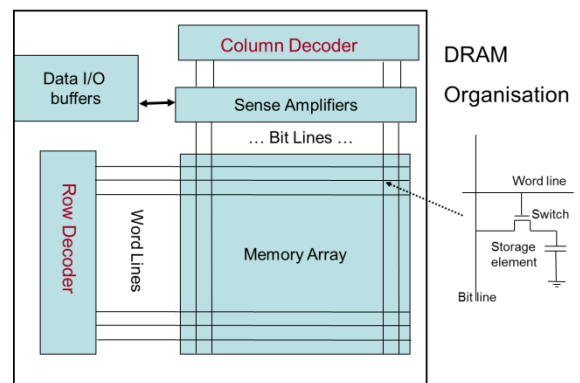 Column Decoder
DRAM
Organisation
Data I/O
buffers
Sense Amplifiers
... Bit Lines ...
Row Decoder
Word Lines
Memory Array
Word line
Switch
Storage
element
Bit line